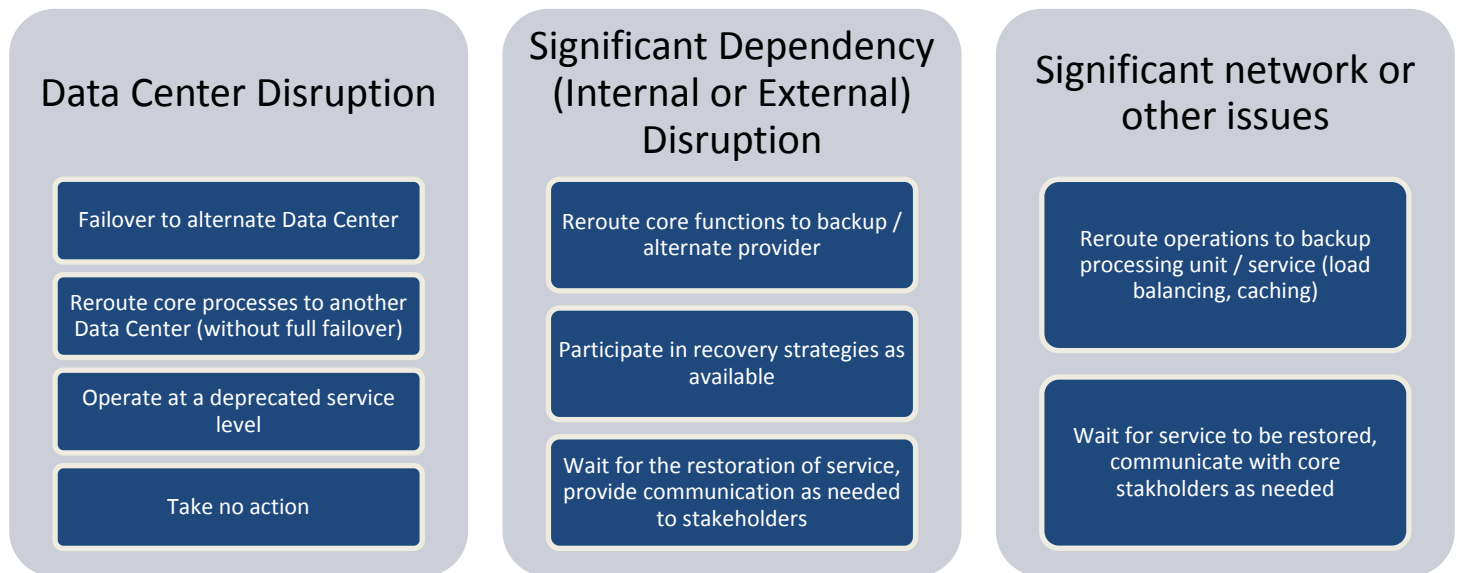 Data Center Disruption
Failover to alternate Data Center
Reroute core processes to another
Data Center (without full failover)
Operate at a deprecated service
level
Take no action
Significant Dependency
(Internal or External)
Disruption
Reroute core functions to backup /
alternate provider
Participate in recovery strategies as
available
Wait for the restoration of service,
provide communication as needed
to stakeholders
Significant network or
other issues
Reroute operations to backup
processing unit / service (load
balancing, caching)
Wait for service to be restored,
communicate with core
stakholders as needed